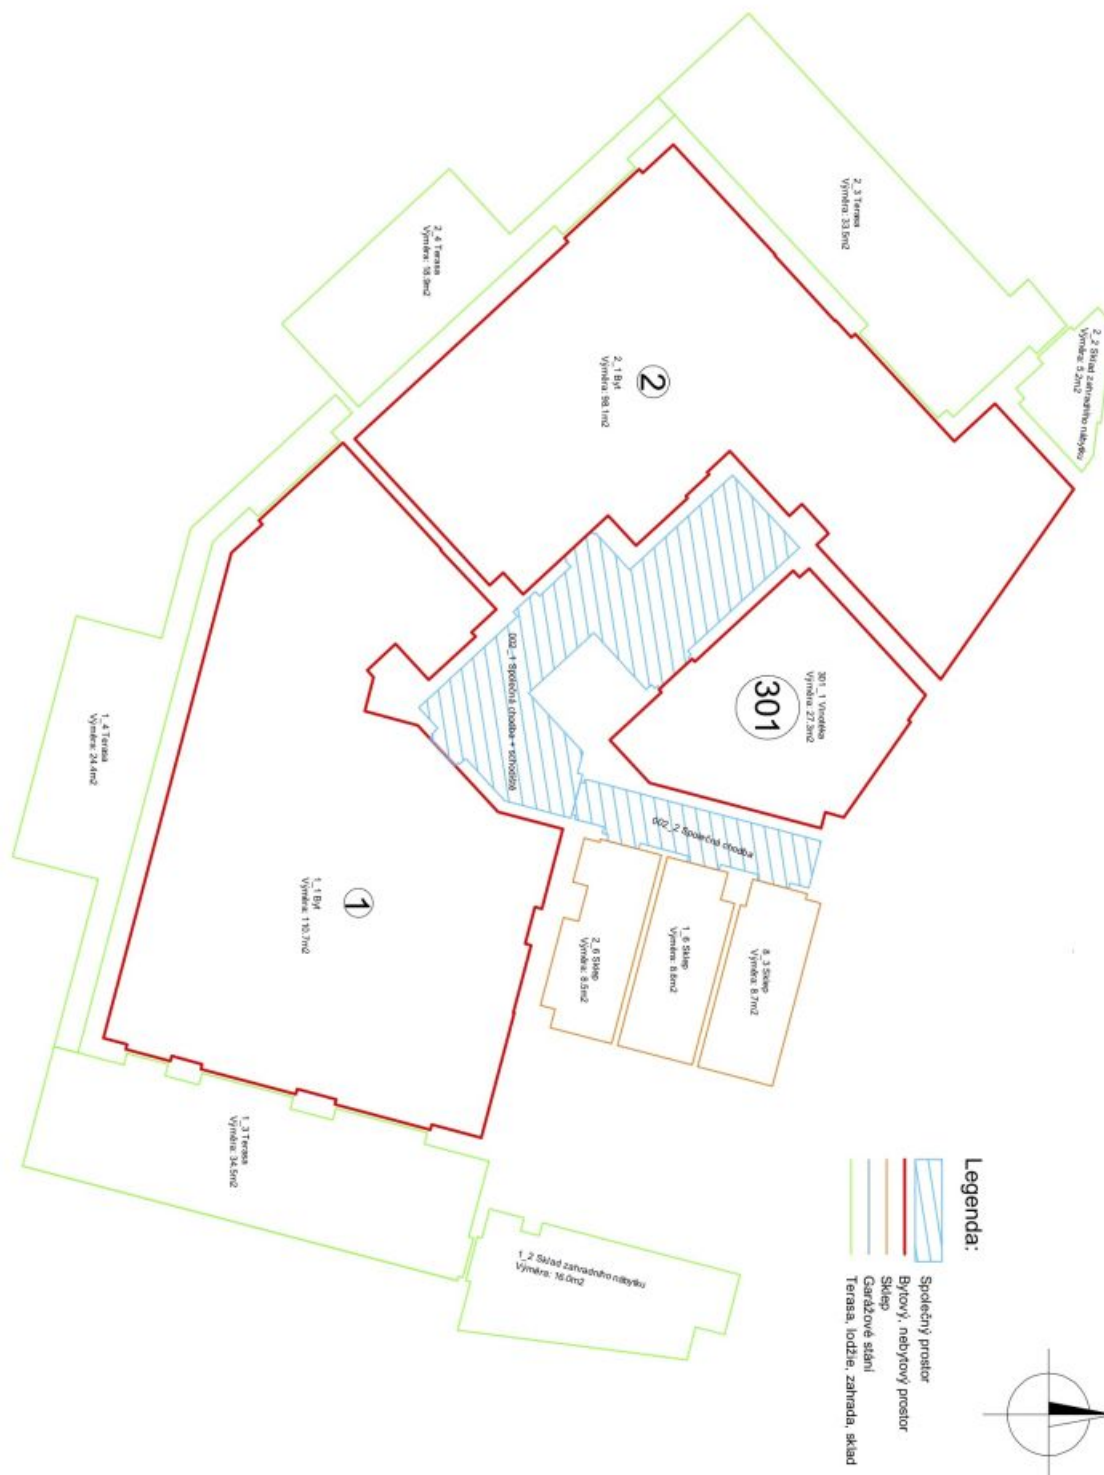 2_3 Terasa
Výměra: 33.5m2
2_2 Sklad zahradního nábytku
Výměra: 5.2m2
2_4 Terasa
Výměra: 18.9m2
2
2_1 Byt
Výměra: 98.1m2
301_1 Vinotéka
Výměra: 27.3m2
301
002_1 Společná chodba + schodiště
002_2 Společná chodba
1_4 Terasa
Výměra: 24.4m2
1
1_1 Byt
Výměra: 110.7m2
2_6 Sklep
Výměra: 8.5m2
1_6 Sklep
Výměra: 8.6m2
8_3 Sklep
Výměra: 8.7m2
1_3 Terasa
Výměra: 34.5m2
1_2 Sklad zahradního nábytku
Výměra: 16.0m2
Legenda:
Společný prostor
Bytový, nebytový prostor
Sklep
Garážové stání
Terasa, lodžie, zahrada, sklad